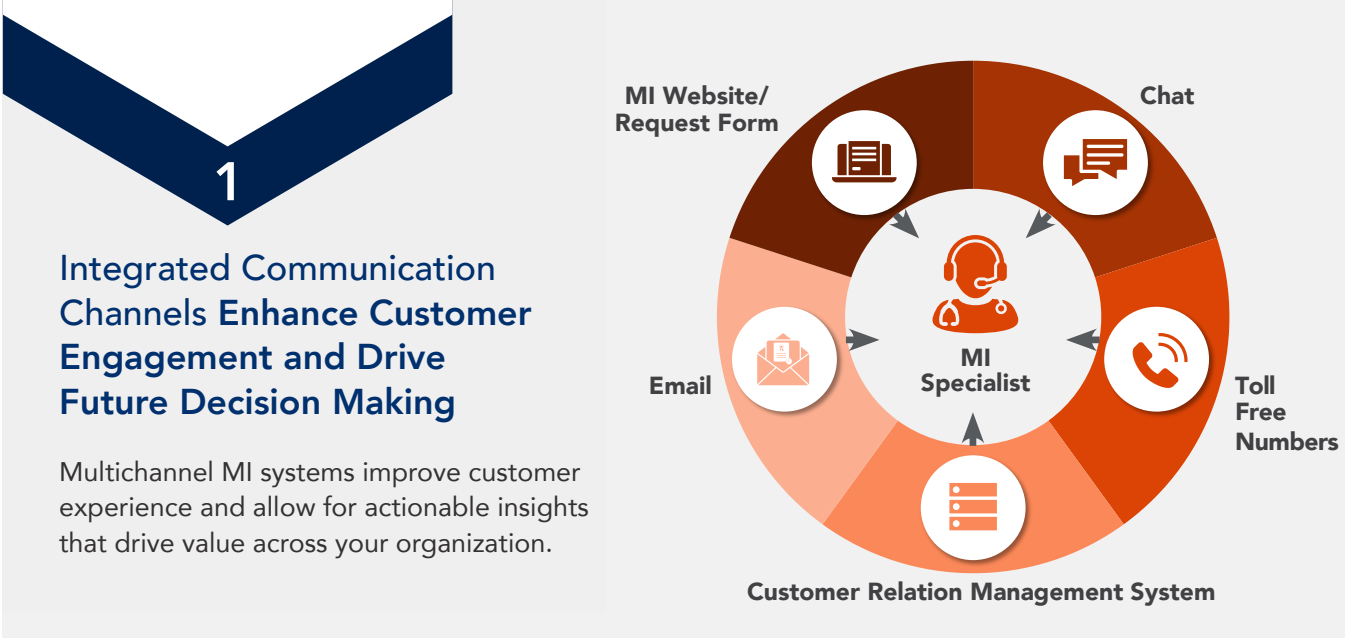 1
Integrated Communication
Channels Enhance Customer
Engagement and Drive
Future Decision Making
Multichannel MI systems improve customer
experience and allow for actionable insights
that drive value across your organization.
MI Website/
Request Form
Chat
MI
Specialist
Email
Toll
Free
Numbers
Customer Relation Management System